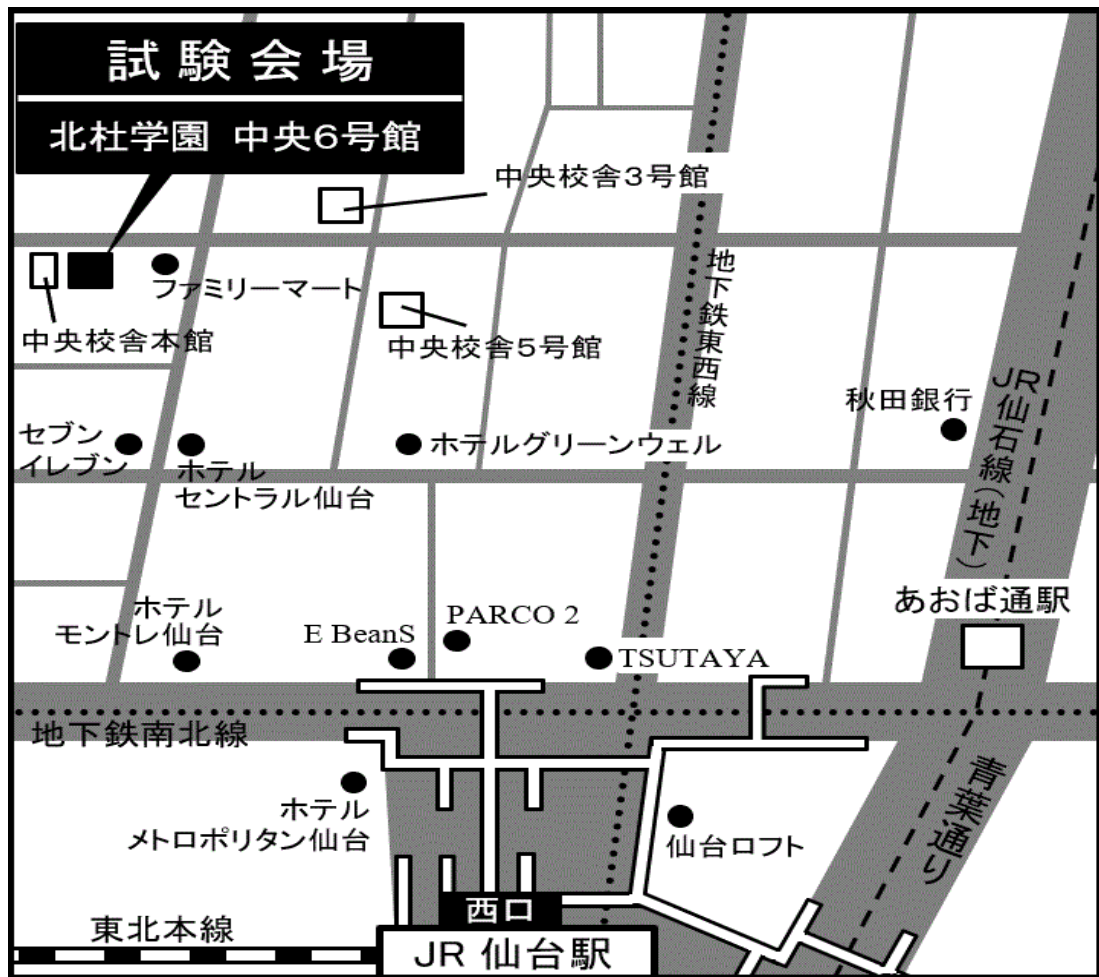 試験会場
北杜学園 中央6号館
中央校舎3号館
ファミリーマート
中央校舎本館
中央校舎5号館
地下鉄東西線
JR仙石線(地下)
秋田銀行
セブン
イレブン
ホテル
セントラル仙台
ホテルグリーンウェル
あおば通駅
ホテル
モントレ仙台
E BeanS
PARCO 2
TSUTAYA
地下鉄南北線
青葉通り
ホテル
メトロポリタン仙台
仙台ロフト
西口
東北本線
JR 仙台駅